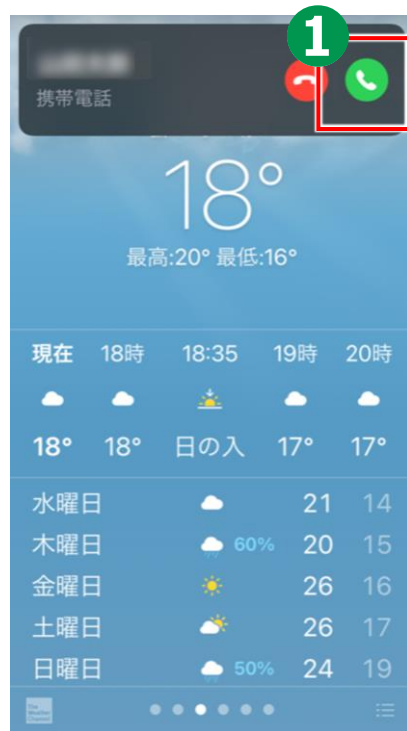 1
携帯電話
18°
最高:20° 最低:16°
現在 18時 18:35 19時 20時
18° 18° 日の入 17° 17°
水曜日 21 14
木曜日 60% 20 15
金曜日 26 16
土曜日 26 17
日曜日 50% 24 19
The
Weather
Channel